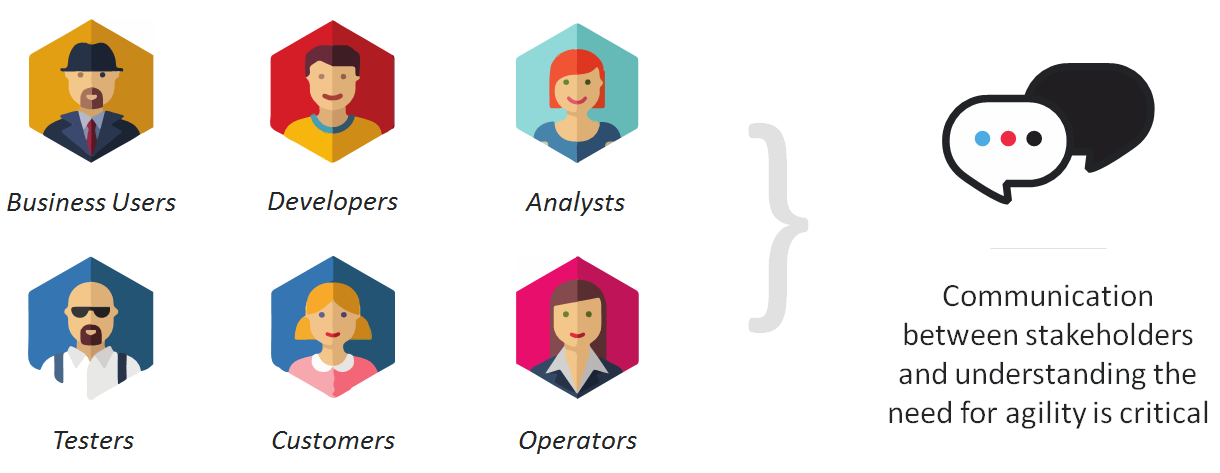 Business Users
Developers
Analysts
Testers
Customers
Operators
Communication
between stakeholders
and understanding the
need for agility is critical